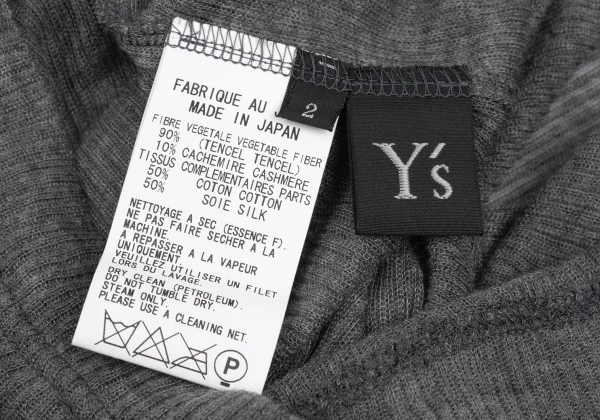 FABRIQUE AU
MADE IN JAPAN
FIBRE VEGETALE VEGETABLE FIBER
90% (TENCEL TENCEL)
10% CACHEMIRE CASHMERE
TISSUS COMPLEMENTAIRES PARTS
50% COTON COTTON
50% SOIE SILK
NETTOYAGE A SEC (ESSENCE F).
NE PAS FAIRE SECHER A LA
MACHINE.
A REPASSER A LA VAPEUR
UNIQUEMENT.
VEUILLEZ UTILISER UN FILET
LORS DU LAVAGE.
DRY CLEAN (PETROLEUM).
DO NOT TUMBLE DRY.
STEAM ONLY.
PLEASE USE A CLEANING NET.
P
2
Y's